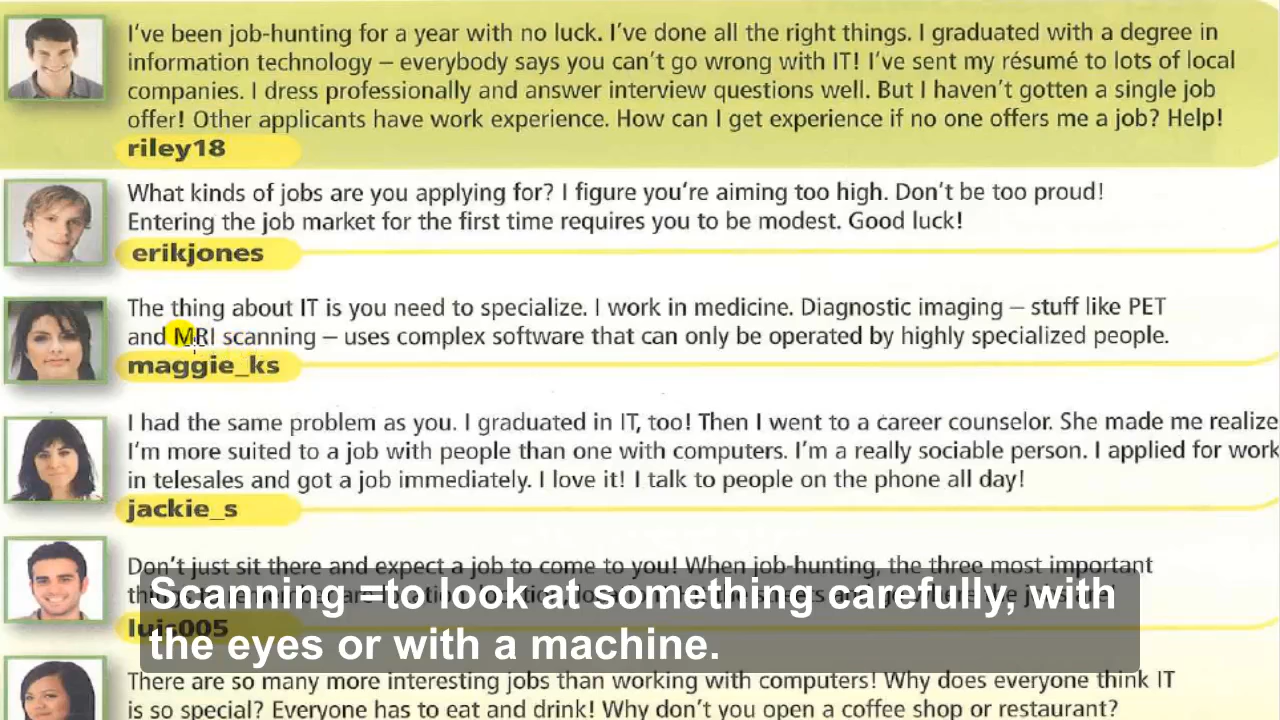 I've been job-hunting for a year with no luck. I've done all the right things. I graduated with a degree in
information technology – everybody says you can't go wrong with IT! I've sent my résumé to lots of local
companies. I dress professionally and answer interview questions well. But I haven't gotten a single job
offer! Other applicants have work experience. How can I get experience if no one offers me a job? Help!
riley18
What kinds of jobs are you applying for? I figure you're aiming too high. Don't be too proud!
Entering the job market for the first time requires you to be modest. Good luck!
erikjones
The thing about IT is you need to specialize. I work in medicine. Diagnostic imaging – stuff like PET
and MRI scanning – uses complex software that can only be operated by highly specialized people.
maggie_ks
I had the same problem as you. I graduated in IT, too! Then I went to a career counselor. She made me realize
I'm more suited to a job with people than one with computers. I'm a really sociable person. I applied for work
in telesales and got a job immediately. I love it! I talk to people on the phone all day!
jackie_s
Don't just sit there and expect a job to come to you! When job-hunting, the three most important
Scanning =to look at something carefully, with
the eyes or with a machine.
luis005
There are so many more interesting jobs than working with computers! Why does everyone think IT
is so special? Everyone has to eat and drink! Why don't you open a coffee shop or restaurant?